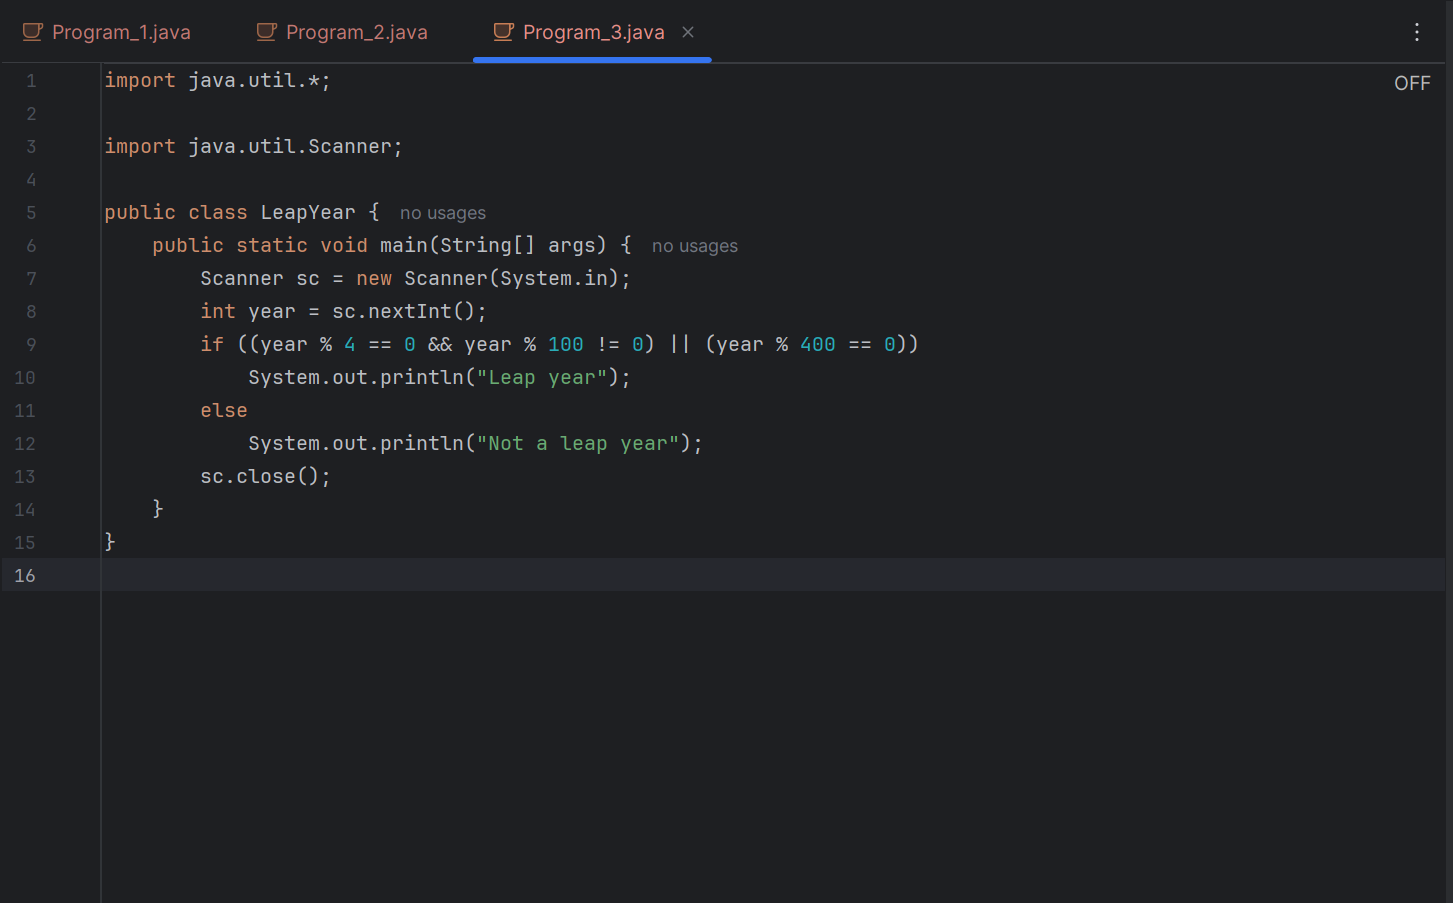 Program_1.java Program_2.java Program_3.java
OFF
1 import java.util.*;
2
3 import java.util.Scanner;
4
5 public class LeapYear { no usages
6     public static void main(String[] args) { no usages
7         Scanner sc = new Scanner(System.in);
8         int year = sc.nextInt();
9         if ((year % 4 == 0 && year % 100 != 0) || (year % 400 == 0))
10             System.out.println("Leap year");
11         else
12             System.out.println("Not a leap year");
13         sc.close();
14     }
15 }
16